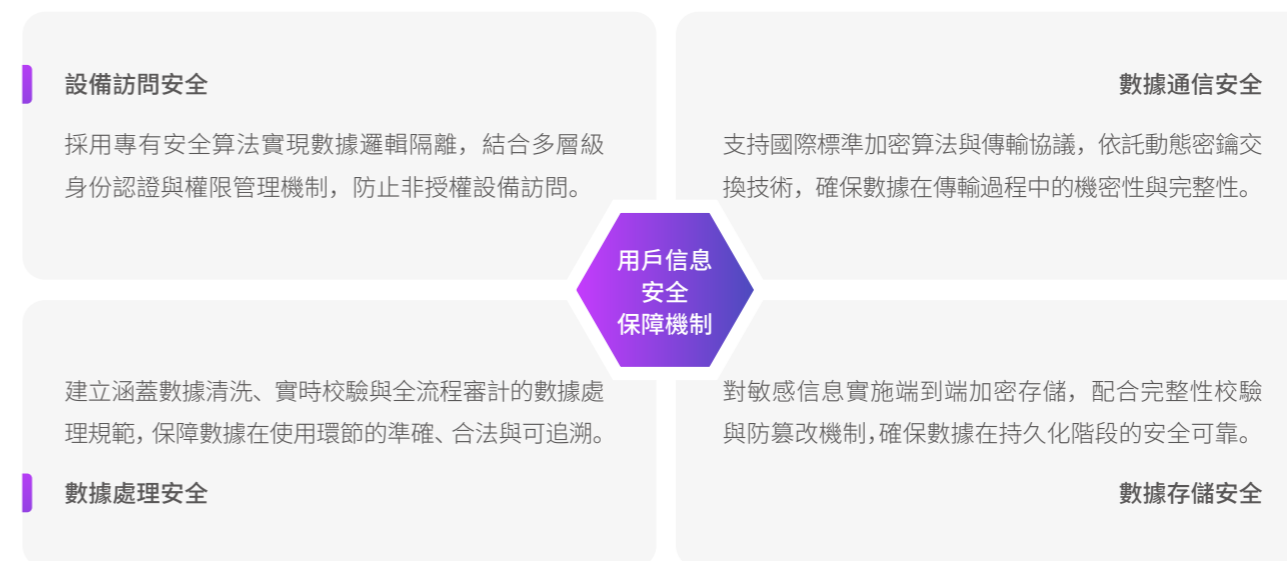 設備訪問安全
採用專有安全算法實現數據邏輯隔離，結合多層級
身份認證與權限管理機制，防止非授權設備訪問。
數據通信安全
支持國際標準加密算法與傳輸協議，依託動態密鑰交
換技術，確保數據在傳輸過程中的機密性與完整性。
用戶信息
安全
保障機制
建立涵蓋數據清洗、實時校驗與全流程審計的數據處
理規範，保障數據在使用環節的準確、合法與可追溯。
數據處理安全
對敏感信息實施端到端加密存儲，配合完整性校驗
與防篡改機制，確保數據在持久化階段的安全可靠。
數據存儲安全